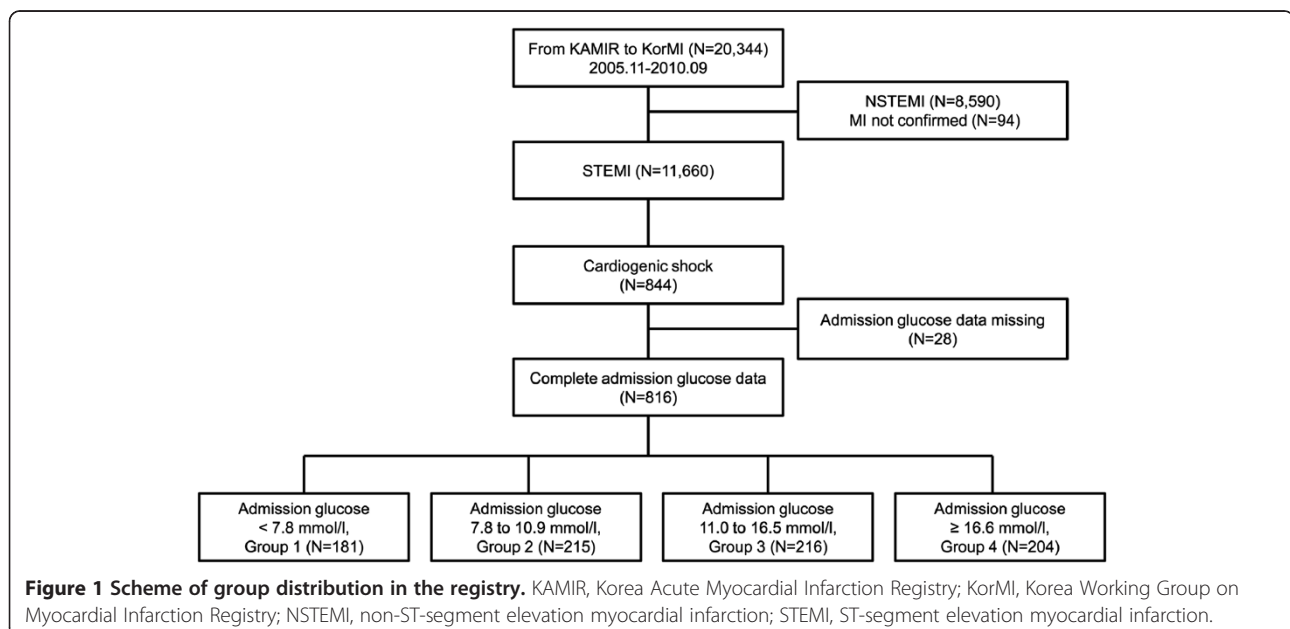 From KAMIR to KorMI (N=20,344)
2005.11-2010.09
NSTEMI (N=8,590)
MI not confirmed (N=94)
STEMI (N=11,660)
Cardiogenic shock
(N=844)
Admission glucose data missing
(N=28)
Complete admission glucose data
(N=816)
Admission glucose
< 7.8 mmol/l,
Group 1 (N=181)
Admission glucose
7.8 to 10.9 mmol/l,
Group 2 (N=215)
Admission glucose
11.0 to 16.5 mmol/l,
Group 3 (N=216)
Admission glucose
≥ 16.6 mmol/l,
Group 4 (N=204)
Figure 1 Scheme of group distribution in the registry. KAMIR, Korea Acute Myocardial Infarction Registry; KorMI, Korea Working Group on
Myocardial Infarction Registry; NSTEMI, non-ST-segment elevation myocardial infarction; STEMI, ST-segment elevation myocardial infarction.